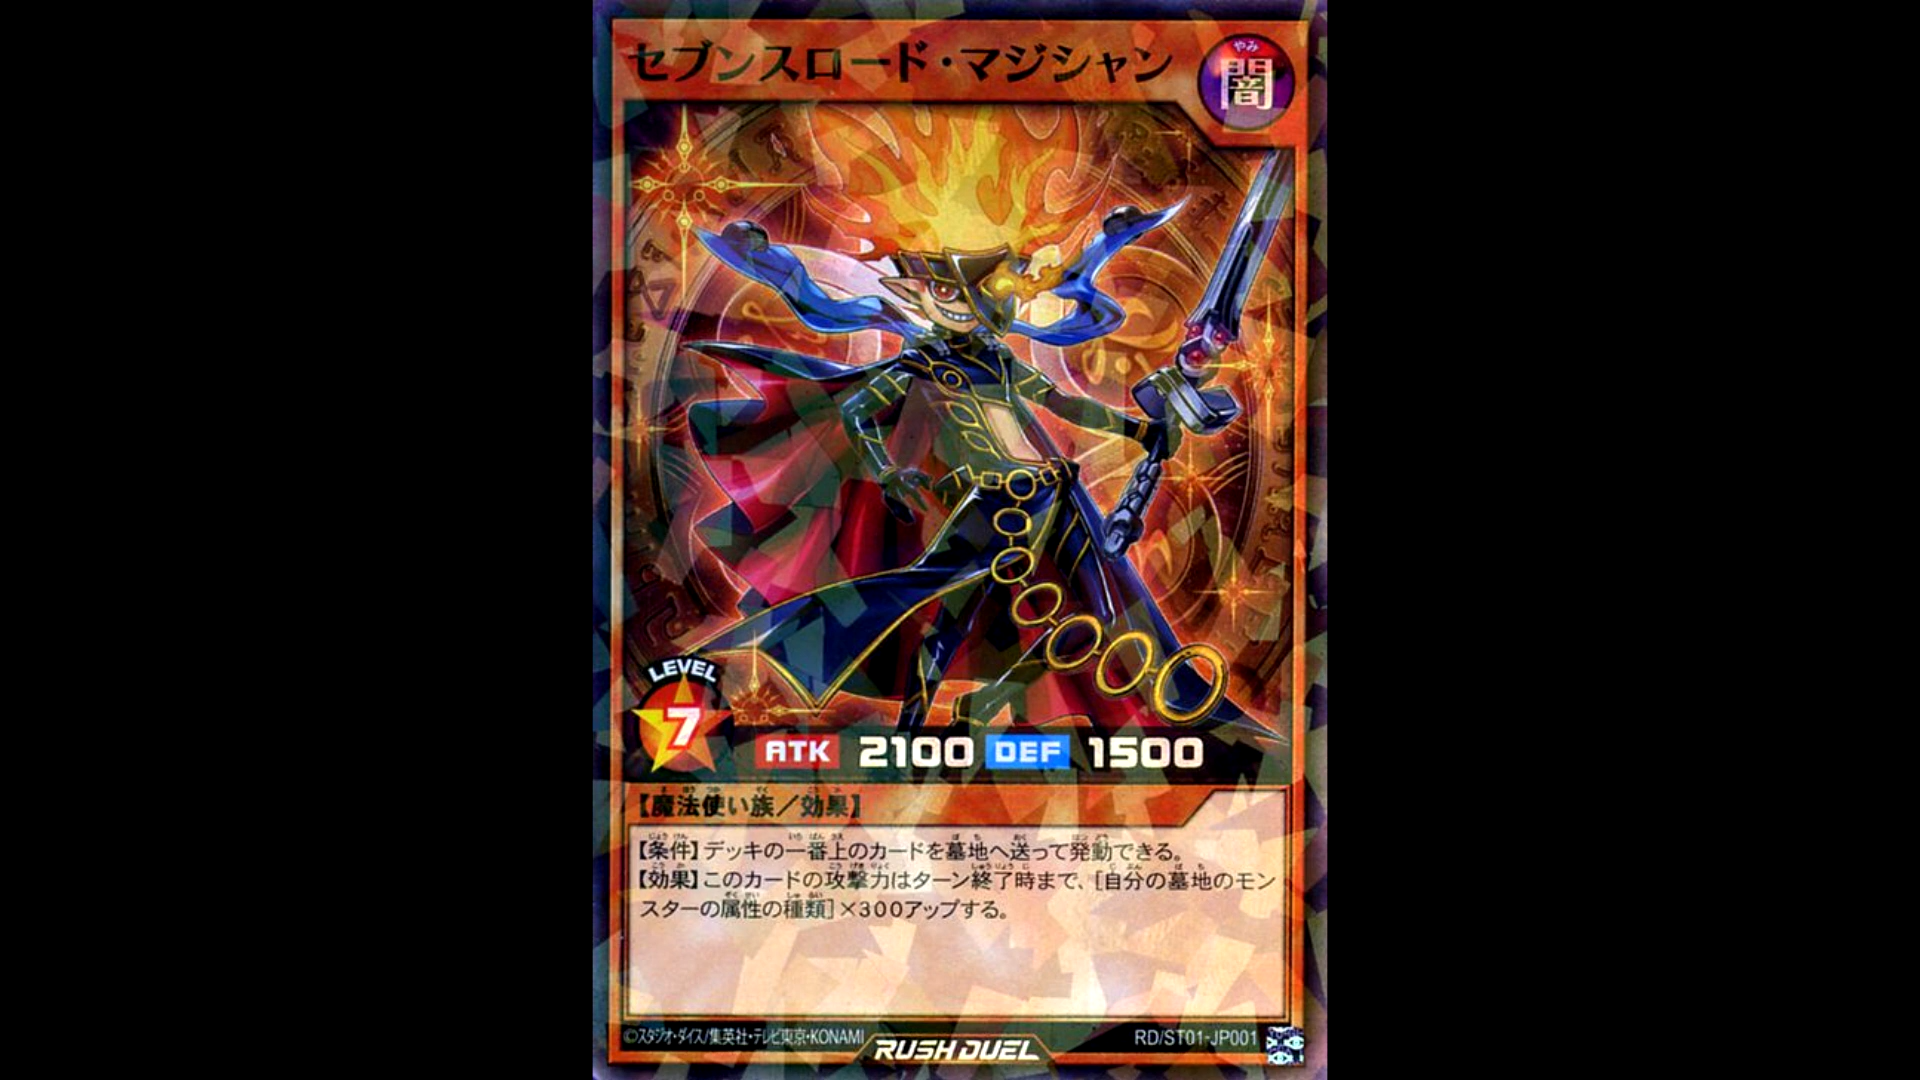 セブンスロード・マジシャン
やみ
闇
LEVEL
7
ATK 2100 DEF 1500
【魔法使い族／効果】
【条件】デッキの一番上のカードを墓地へ送って発動できる。
【効果】このカードの攻撃力はターン終了時まで、[自分の墓地のモン
スターの属性の種類]×300アップする。
©スタジオ・ダイス/集英社・テレビ東京・KONAMI
RUSH DUEL
RD/ST01-JP001